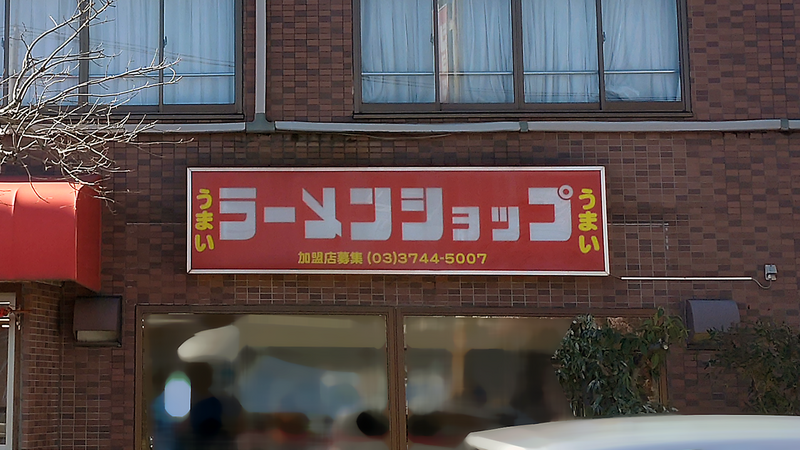 うまい
ラーメンショップ
うまい
加盟店募集 (03)3744-5007